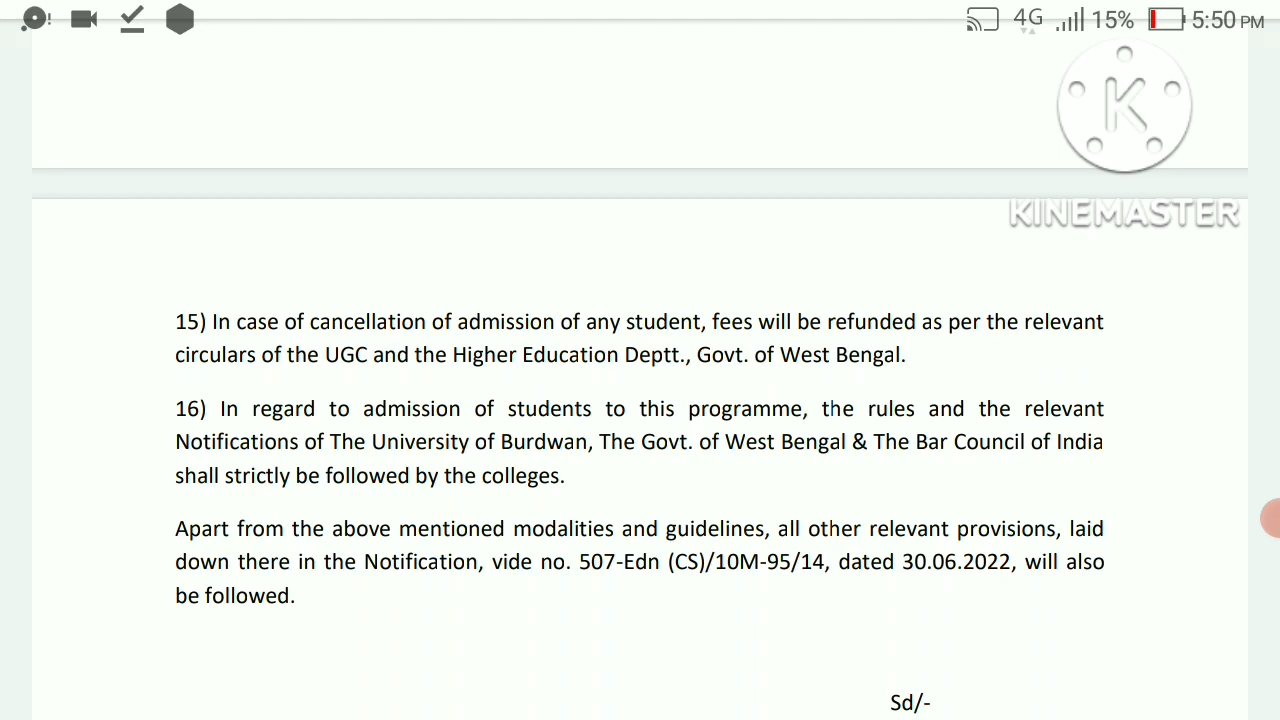 4G 15% 5:50 PM
K
KINEMASTER
15) In case of cancellation of admission of any student, fees will be refunded as per the relevant
circulars of the UGC and the Higher Education Deptt., Govt. of West Bengal.
16) In regard to admission of students to this programme, the rules and the relevant
Notifications of The University of Burdwan, The Govt. of West Bengal & The Bar Council of India
shall strictly be followed by the colleges.
Apart from the above mentioned modalities and guidelines, all other relevant provisions, laid
down there in the Notification, vide no. 507-Edn (CS)/10M-95/14, dated 30.06.2022, will also
be followed.
Sd/-